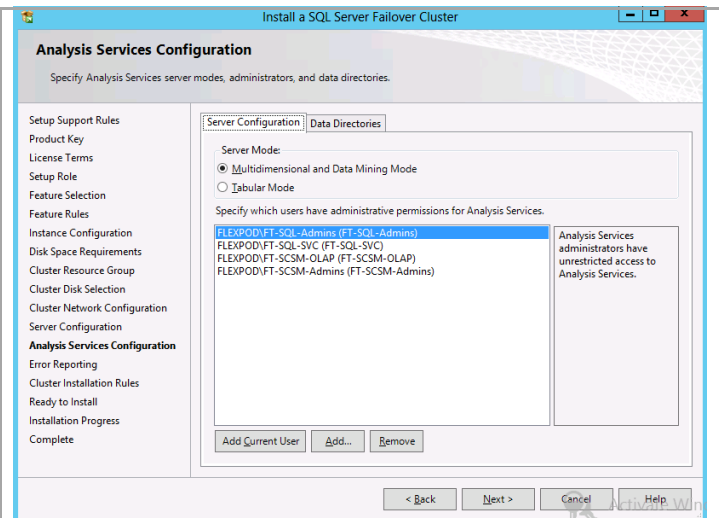 Install a SQL Server Failover Cluster
Analysis Services Configuration
Specify Analysis Services server modes, administrators, and data directories.
Setup Support Rules
Product Key
License Terms
Setup Role
Feature Selection
Feature Rules
Instance Configuration
Disk Space Requirements
Cluster Resource Group
Cluster Disk Selection
Cluster Network Configuration
Server Configuration
Analysis Services Configuration
Error Reporting
Cluster Installation Rules
Ready to Install
Installation Progress
Complete
Server Configuration Data Directories
Server Mode:
Multidimensional and Data Mining Mode
Tabular Mode
Specify which users have administrative permissions for Analysis Services.
FLEXPOD\FT-SQL-Admins (FT-SQL-Admins)
FLEXPOD\FT-SQL-SVC (FT-SQL-SVC)
FLEXPOD\FT-SCSM-OLAP (FT-SCSM-OLAP)
FLEXPOD\FT-SCSM-Admins (FT-SCSM-Admins)
Analysis Services
administrators have
unrestricted access to
Analysis Services.
Add Current User Add... Remove
< Back Next > Cancel Help
Activate Win